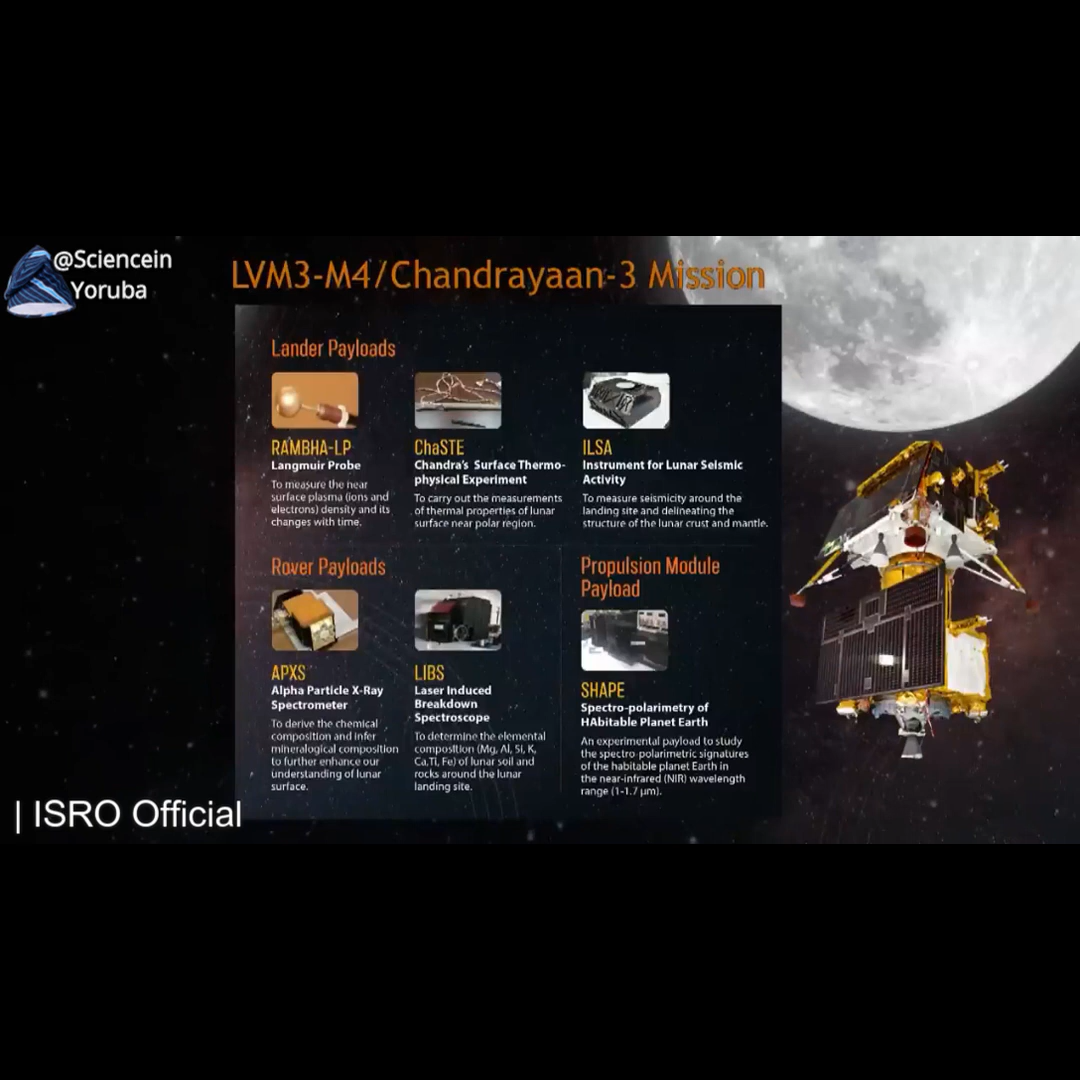 @Sciencein
Yoruba
LVM3-M4/Chandrayaan-3 Mission
Lander Payloads
RAMBHA-LP
Langmuir Probe
To measure the near
surface plasma (ions and
electrons) density and its
changes with time.
ChaSTE
Chandra's Surface Thermo-
physical Experiment
To carry out the measurements
of thermal properties of lunar
surface near polar region.
ILSA
Instrument for Lunar Seismic
Activity
To measure seismicity around the
landing site and delineating the
structure of the lunar crust and mantle.
Rover Payloads
APXS
Alpha Particle X-Ray
Spectrometer
To derive the chemical
composition and infer
mineralogical composition
to further enhance our
understanding of lunar
surface.
LIBS
Laser Induced
Breakdown
Spectroscope
To determine the elemental
composition (Mg, Al, Si, K,
Ca,Ti, Fe) of lunar soil and
rocks around the lunar
landing site.
Propulsion Module
Payload
SHAPE
Spectro-polarimetry of
HAbitable Planet Earth
An experimental payload to study
the spectro-polarimetric signatures
of the habitable planet Earth in
the near-infrared (NIR) wavelength
range (1-1.7 μm).
| ISRO Official